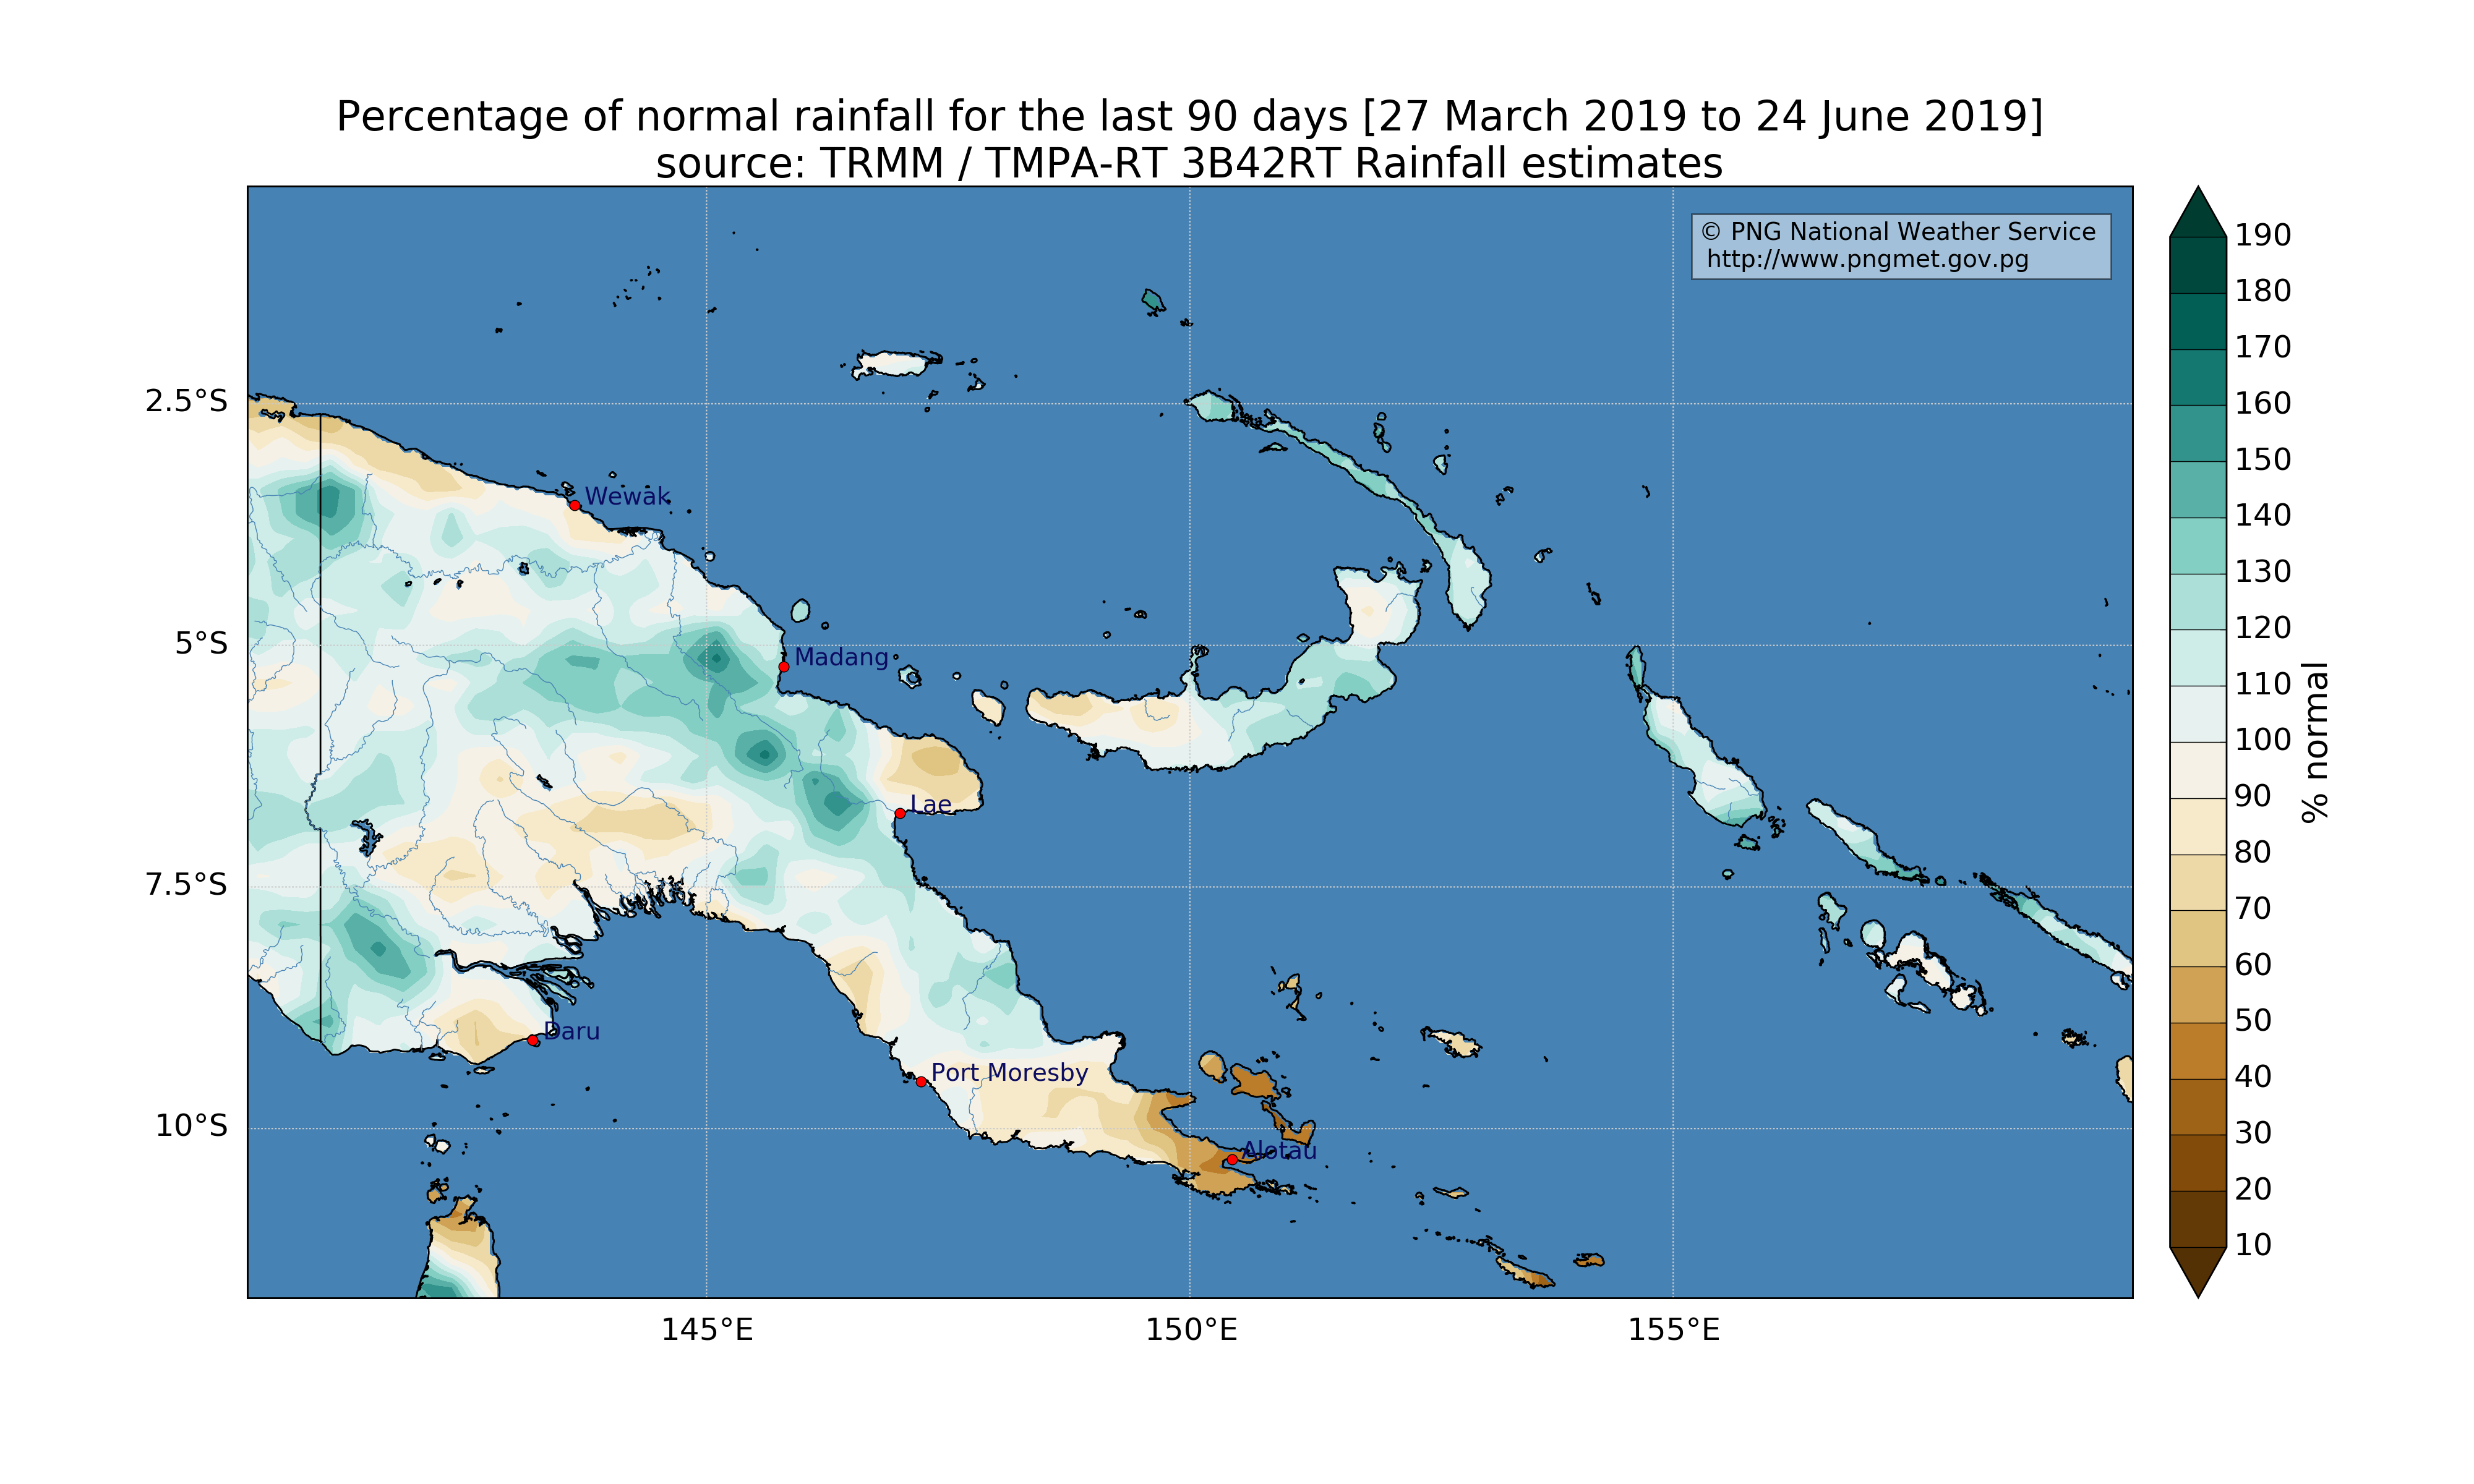 Percentage of normal rainfall for the last 90 days [27 March 2019 to 24 June 2019]
source: TRMM / TMPA-RT 3B42RT Rainfall estimates
© PNG National Weather Service
http://www.pngmet.gov.pg
190
180
170
160
150
140
130
120
110
100
90
80
70
60
50
40
30
20
10
% normal
2.5°S
5°S
7.5°S
10°S
Wewak
Madang
Lae
Daru
Port Moresby
Alotau
145°E
150°E
155°E